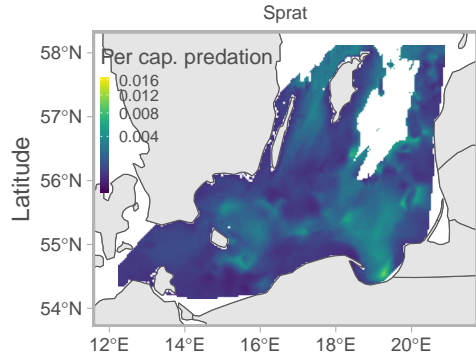 Sprat
58°N
Per cap. predation
0.016
0.012
0.008
0.004
57°N
56°N
55°N
54°N
Latitude
12°E
14°E
16°E
18°E
20°E